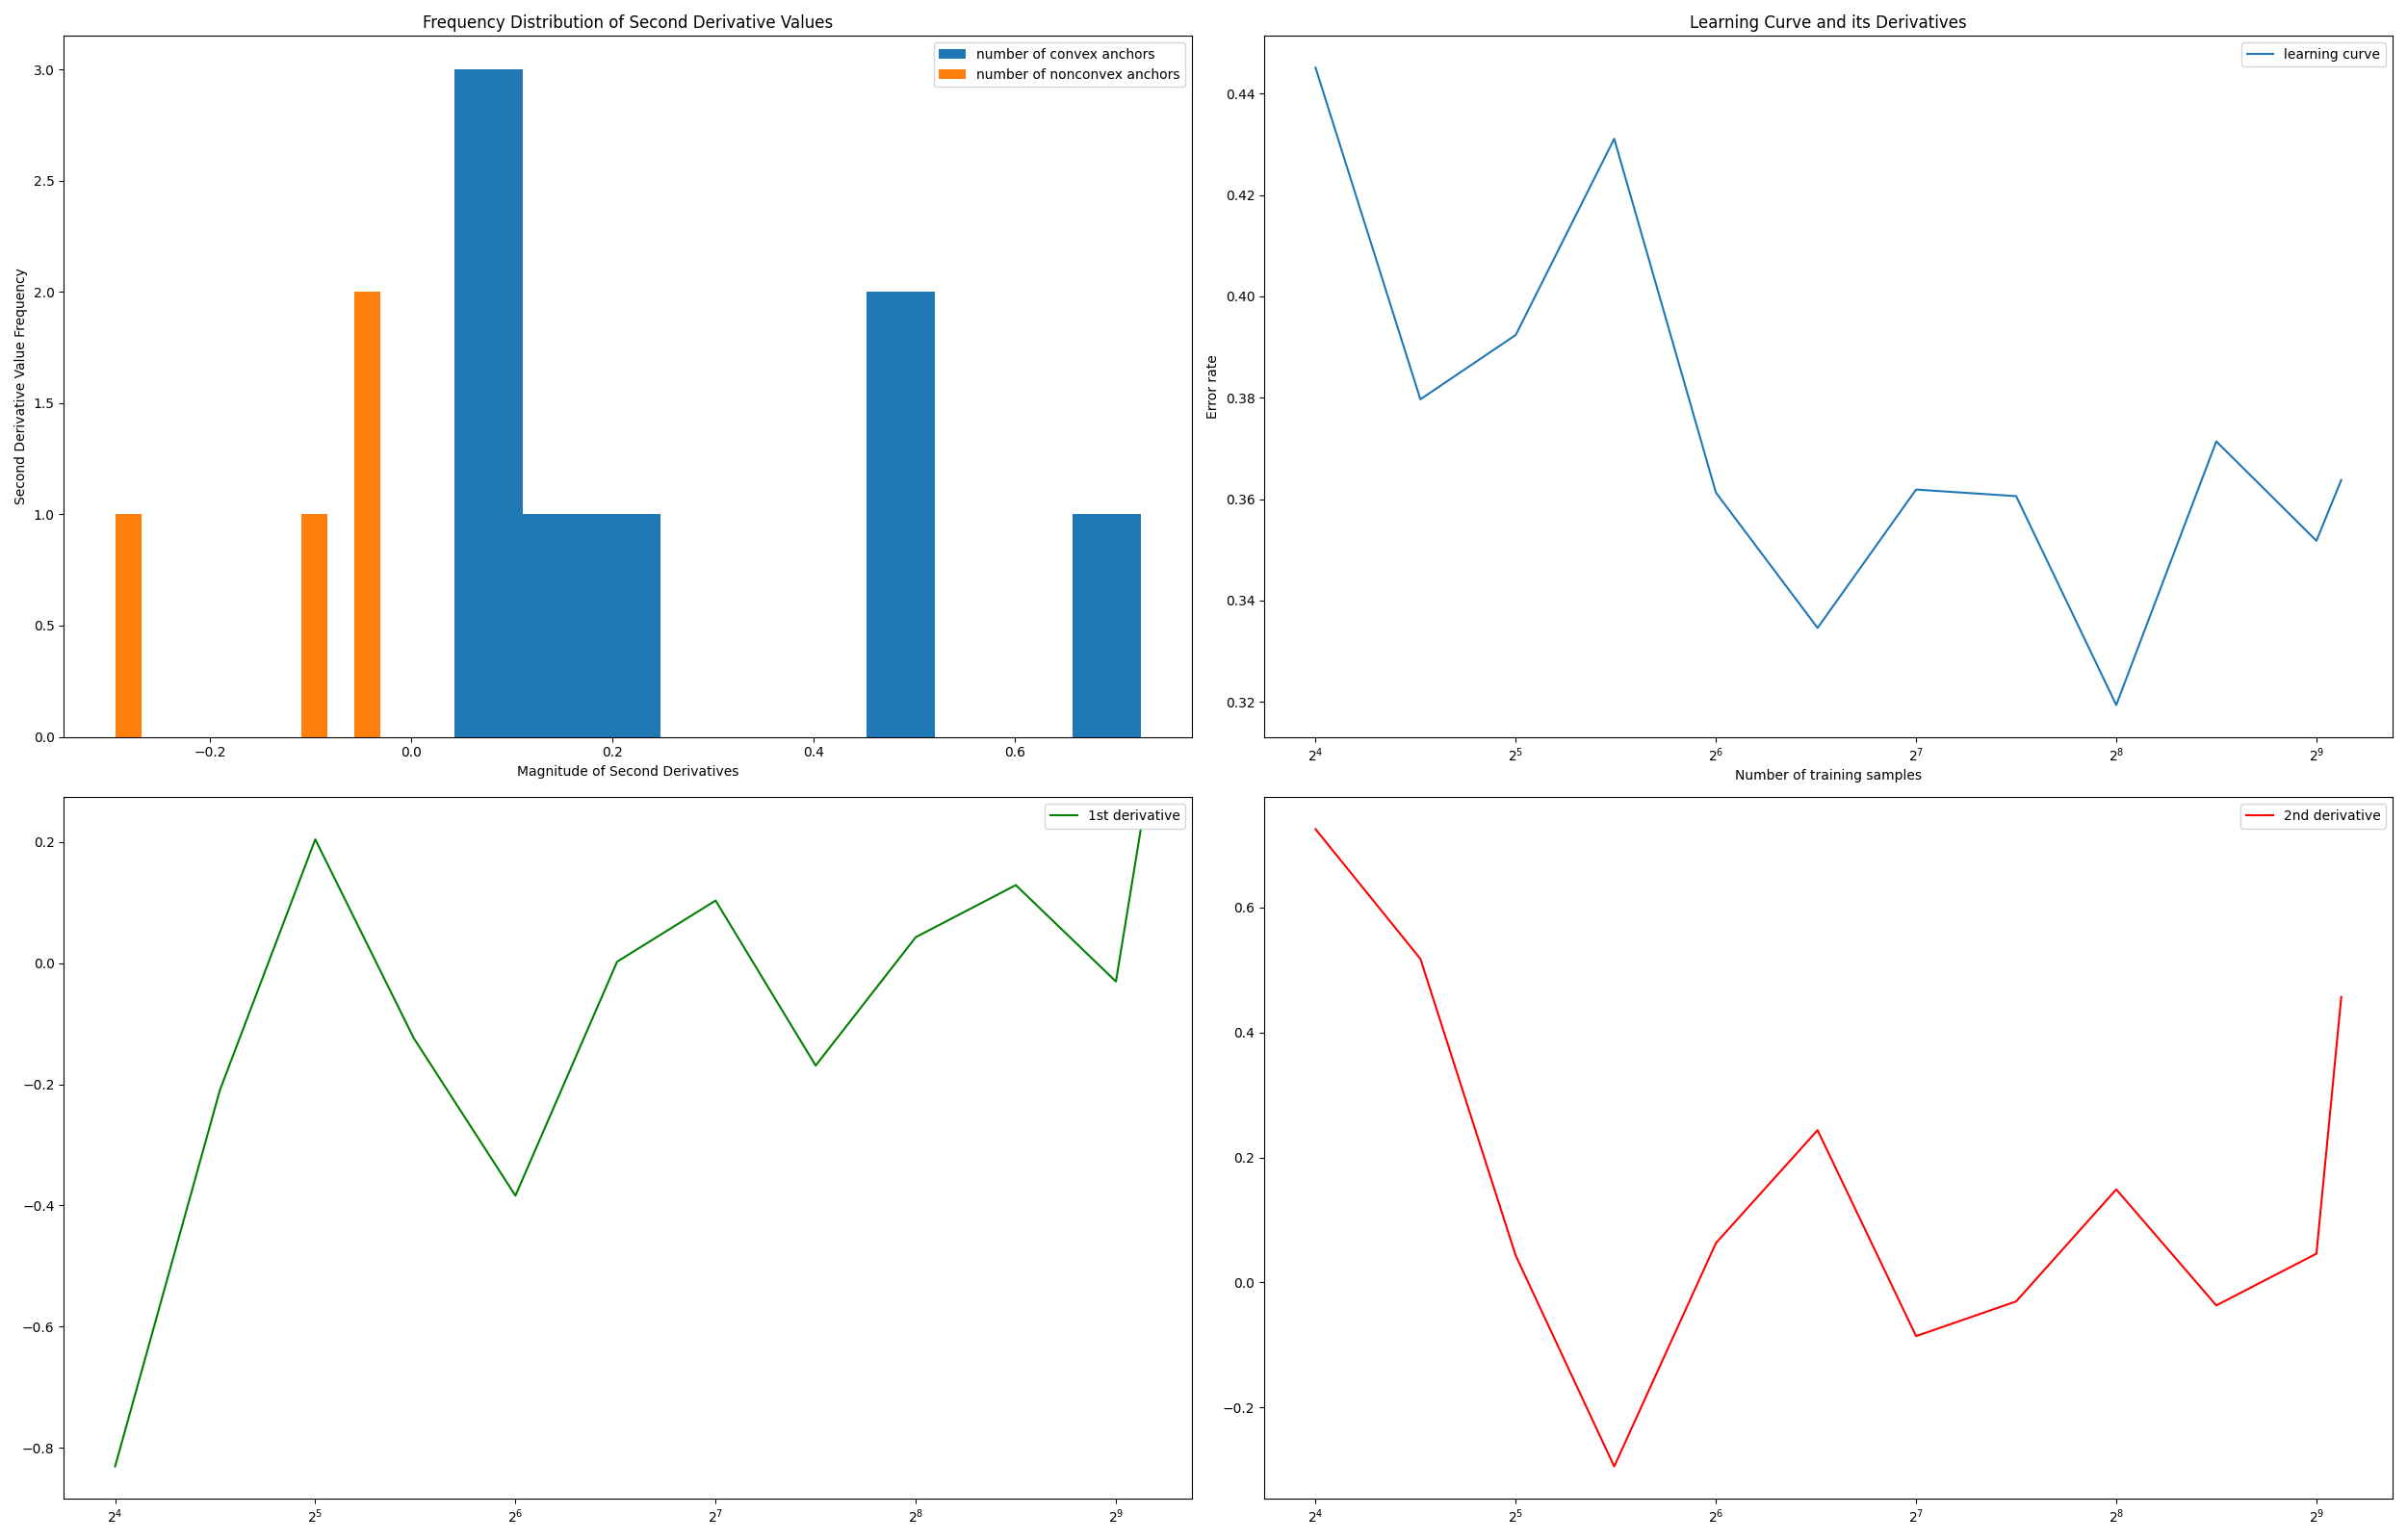 Frequency Distribution of Second Derivative Values
number of convex anchors
number of nonconvex anchors
3.0
2.5
2.0
1.5
1.0
0.5
0.0
Second Derivative Value Frequency
−0.2 0.0 0.2 0.4 0.6
Magnitude of Second Derivatives
Learning Curve and its Derivatives
learning curve
0.44
0.42
0.40
0.38
0.36
0.34
0.32
Error rate
2⁴ 2⁵ 2⁶ 2⁷ 2⁸ 2⁹
Number of training samples
1st derivative
0.2
0.0
−0.2
−0.4
−0.6
−0.8
2⁴ 2⁵ 2⁶ 2⁷ 2⁸ 2⁹
2nd derivative
0.6
0.4
0.2
0.0
−0.2
2⁴ 2⁵ 2⁶ 2⁷ 2⁸ 2⁹